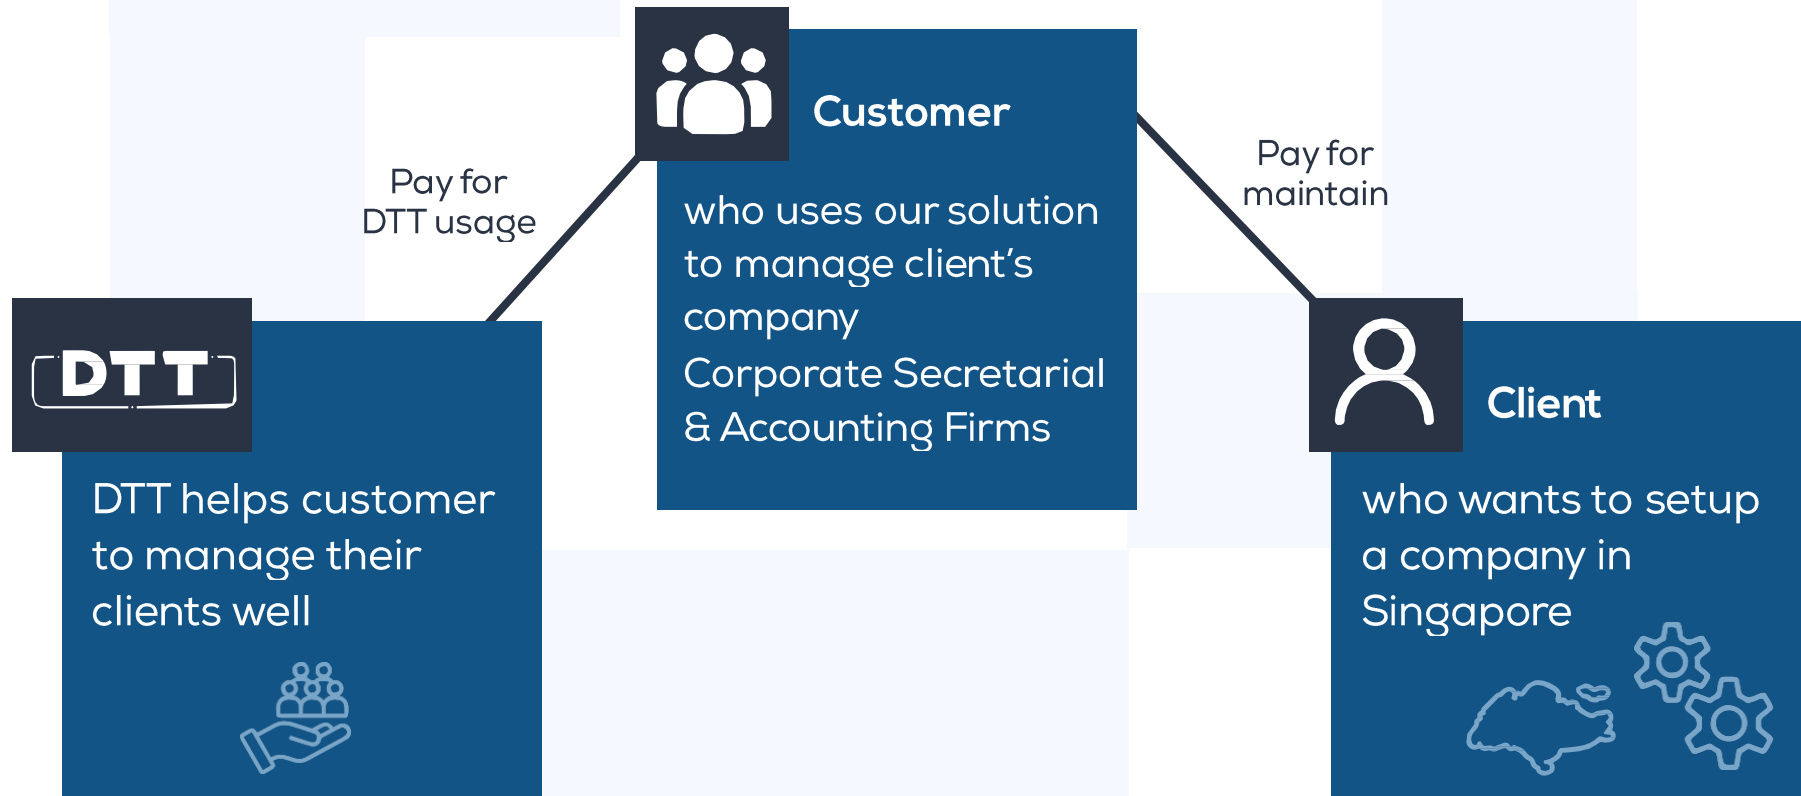 Customer
who uses our solution
to manage client's
company
Corporate Secretarial
& Accounting Firms
Pay for
DTT usage
Pay for
maintain
DTT
DTT helps customer
to manage their
clients well
Client
who wants to setup
a company in
Singapore